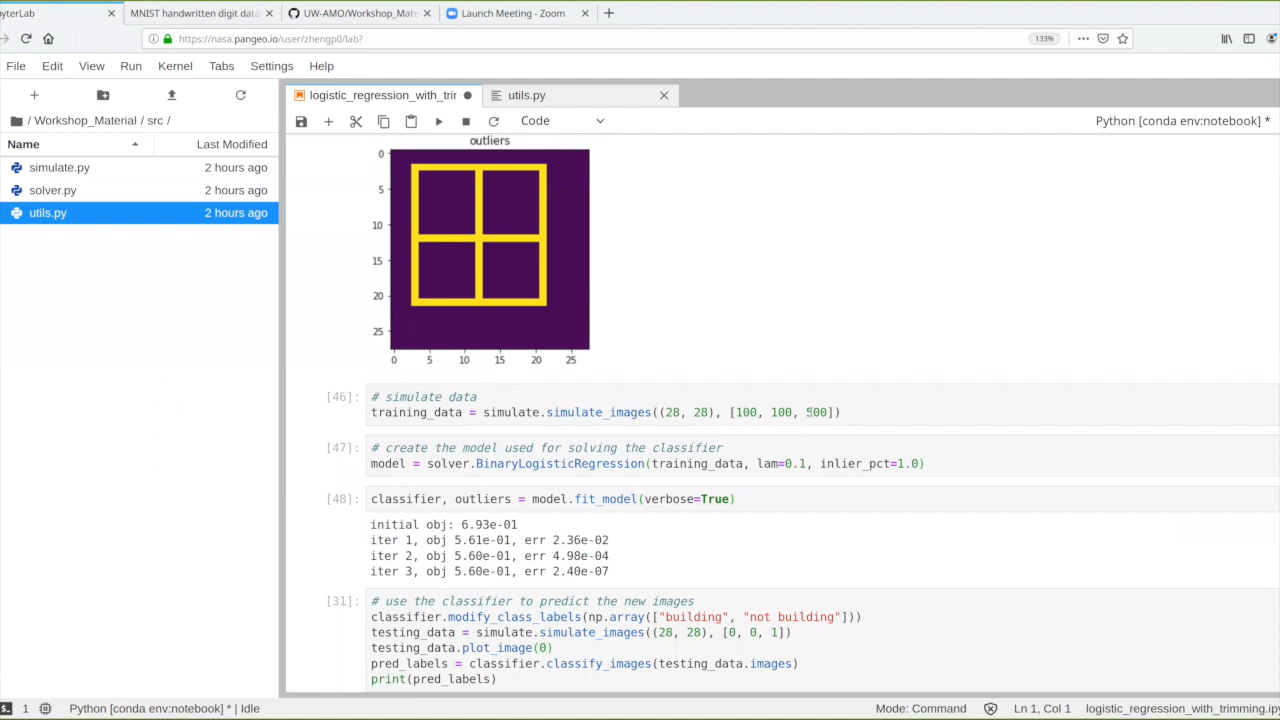 pyterLab
MNIST handwritten digit data
UW-AMO/Workshop_Mate
Launch Meeting - Zoom
https://nasa.pangeo.io/user/zhengp0/lab?
133%
File Edit View Run Kernel Tabs Settings Help
logistic_regression_with_trir
utils.py
/ Workshop_Material / src /
Code
Python [conda env:notebook] *
Name Last Modified
simulate.py 2 hours ago
solver.py 2 hours ago
utils.py 2 hours ago
outliers
0
5
10
15
20
25
0 5 10 15 20 25
[46]: # simulate data
training_data = simulate.simulate_images((28, 28), [100, 100, 500])
[47]: # create the model used for solving the classifier
model = solver.BinaryLogisticRegression(training_data, lam=0.1, inlier_pct=1.0)
[48]: classifier, outliers = model.fit_model(verbose=True)
initial obj: 6.93e-01
iter 1, obj 5.61e-01, err 2.36e-02
iter 2, obj 5.60e-01, err 4.98e-04
iter 3, obj 5.60e-01, err 2.40e-07
[31]: # use the classifier to predict the new images
classifier.modify_class_labels(np.array(["building", "not building"]))
testing_data = simulate.simulate_images((28, 28), [0, 0, 1])
testing_data.plot_image(0)
pred_labels = classifier.classify_images(testing_data.images)
print(pred_labels)
1 Python [conda env:notebook] * | Idle
Mode: Command Ln 1, Col 1 logistic_regression_with_trimming.ipy